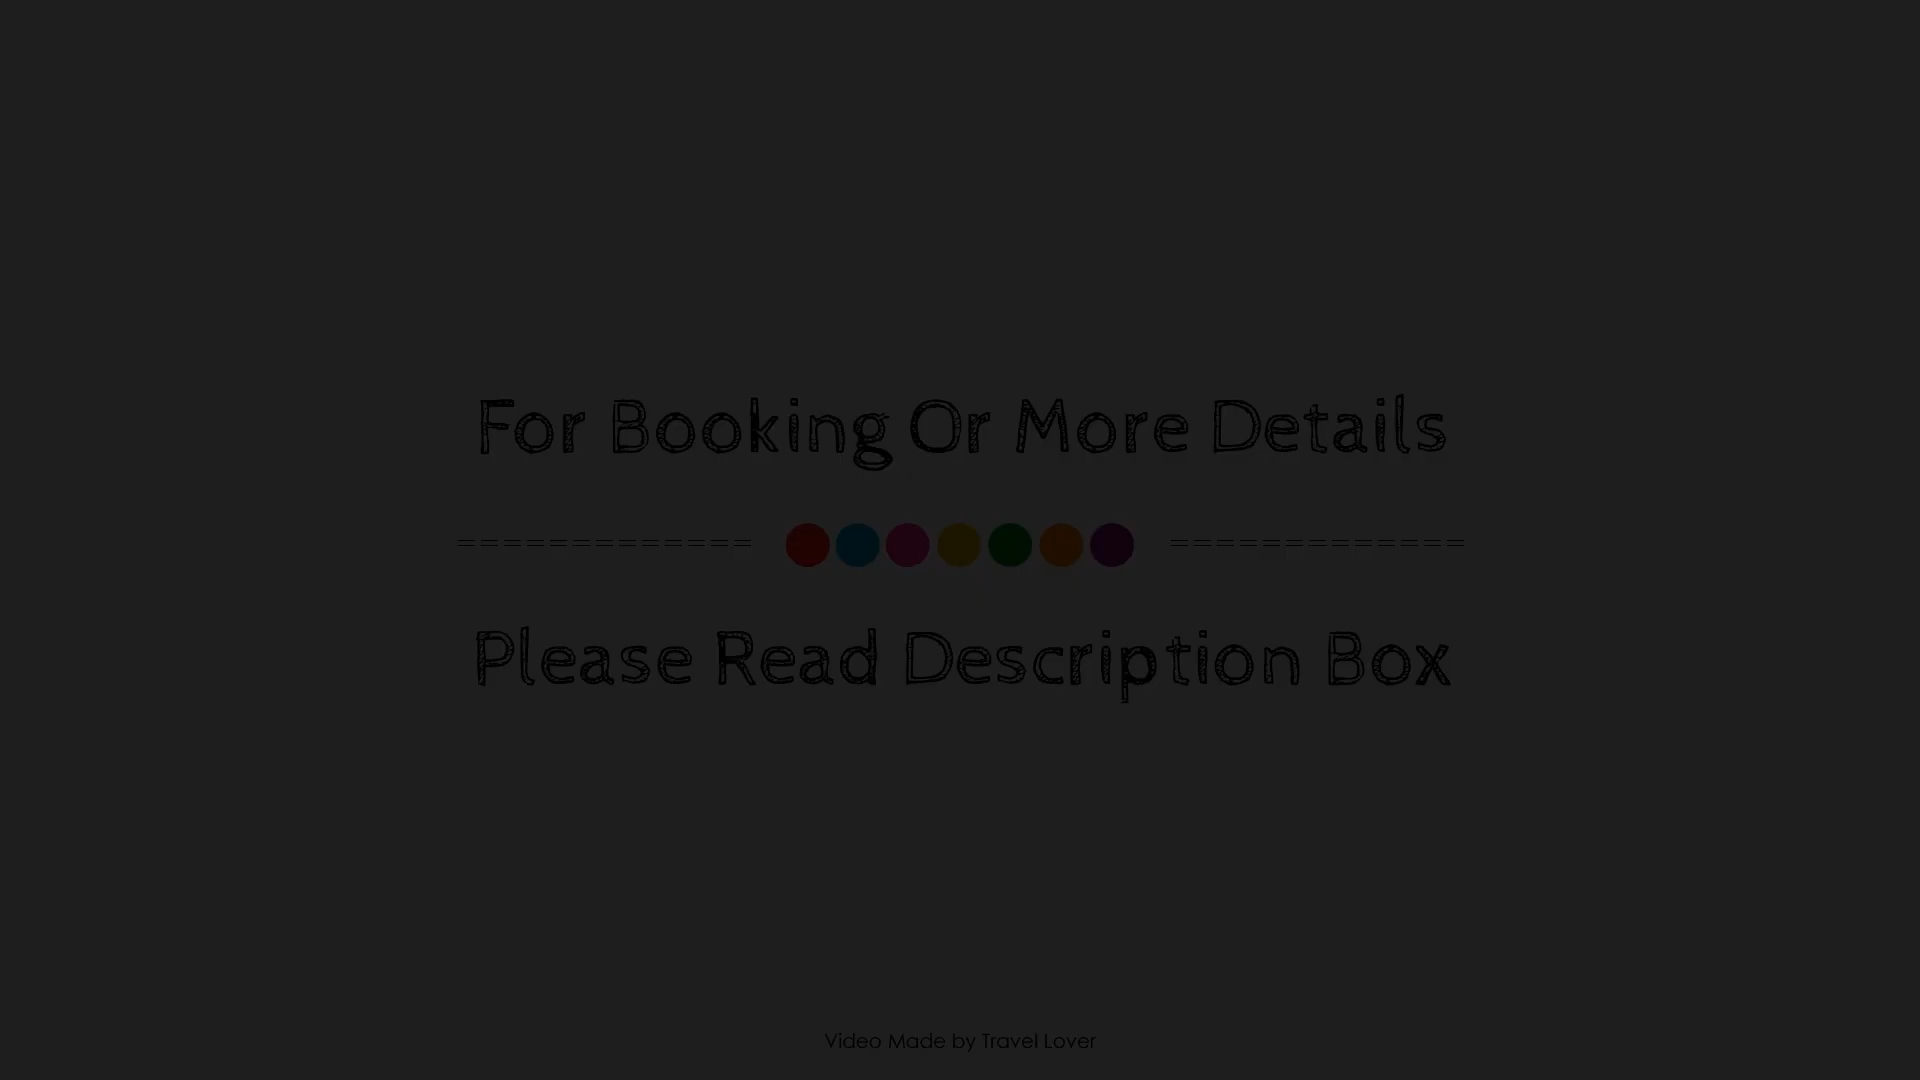 For Booking Or More Details
============= =============
Please Read Description Box
Video Made by Travel Lover